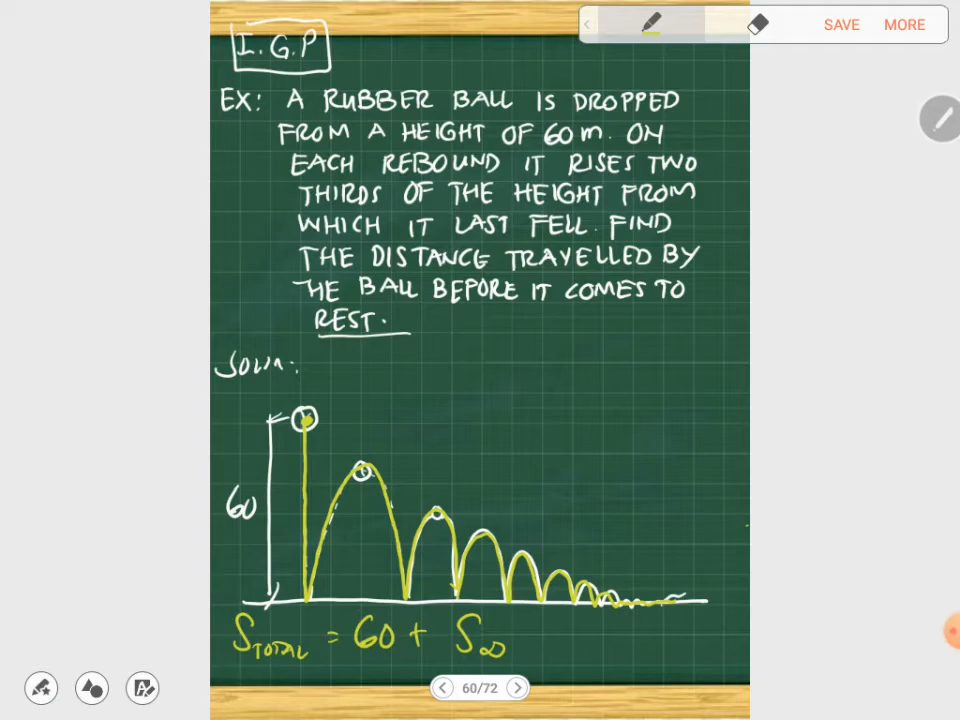 SAVE MORE
I.G.P
EX: A RUBBER BALL IS DROPPED
FROM A HEIGHT OF 60 m. ON
EACH REBOUND IT RISES TWO
THIRDS OF THE HEIGHT FROM
WHICH IT LAST FELL. FIND
THE DISTANCE TRAVELLED BY
THE BALL BEFORE IT COMES TO
REST.
Soln.
60
S_TOTAL = 60 + S_∞
60/72